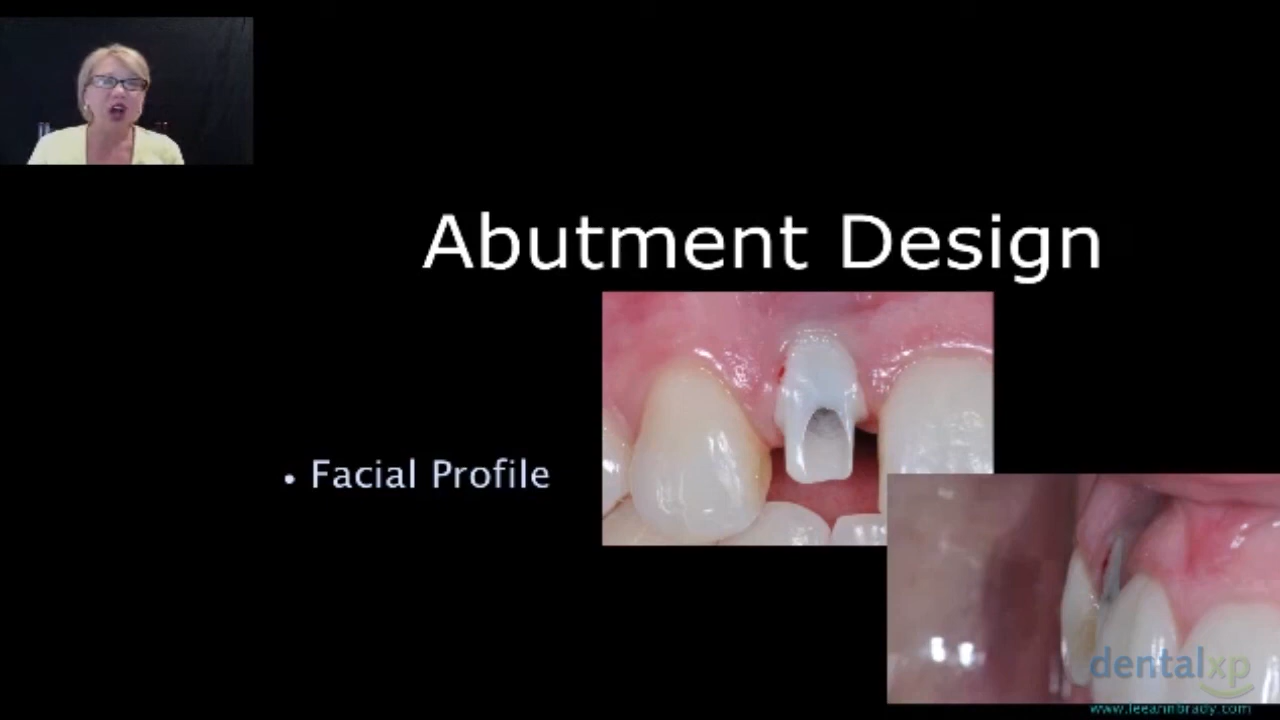 Abutment Design
• Facial Profile
dentalxp
www.leeannbrady.com